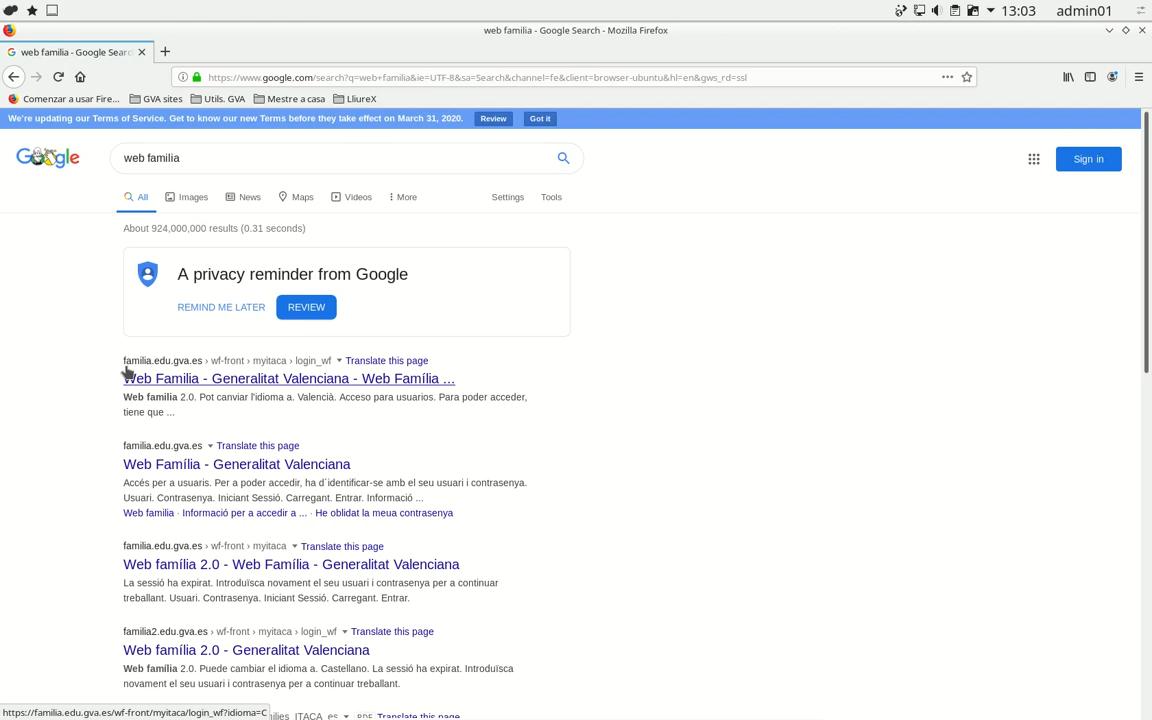 13:03 admin01
web familia - Google Search - Mozilla Firefox
web familia - Google Searc
https://www.google.com/search?q=web+familia&ie=UTF-8&sa=Search&channel=fe&client=browser-ubuntu&hl=en&gws_rd=ssl
Comenzar a usar Fire... GVA sites Utils. GVA Mestre a casa LliureX
We're updating our Terms of Service. Get to know our new Terms before they take effect on March 31, 2020. Review Got it
Google web familia Sign in
All Images News Maps Videos More Settings Tools
About 924,000,000 results (0.31 seconds)
A privacy reminder from Google
REMIND ME LATER REVIEW
familia.edu.gva.es › wf-front › myitaca › login_wf Translate this page
Web Familia - Generalitat Valenciana - Web Família ...
Web familia 2.0. Pot canviar l'idioma a. Valencià. Acceso para usuarios. Para poder acceder,
tiene que ...
familia.edu.gva.es Translate this page
Web Família - Generalitat Valenciana
Accés per a usuaris. Per a poder accedir, ha d´identificar-se amb el seu usuari i contrasenya.
Usuari. Contrasenya. Iniciant Sessió. Carregant. Entrar. Informació ...
Web familia · Informació per a accedir a ... · He oblidat la meua contrasenya
familia.edu.gva.es › wf-front › myitaca Translate this page
Web família 2.0 - Web Família - Generalitat Valenciana
La sessió ha expirat. Introduïsca novament el seu usuari i contrasenya per a continuar
treballant. Usuari. Contrasenya. Iniciant Sessió. Carregant. Entrar.
familia2.edu.gva.es › wf-front › myitaca › login_wf Translate this page
Web família 2.0 - Generalitat Valenciana
Web família 2.0. Puede cambiar el idioma a. Castellano. La sessió ha expirat. Introduïsca
novament el seu usuari i contrasenya per a continuar treballant.
https://familia.edu.gva.es/wf-front/myitaca/login_wf?idioma=C ilies_ITACA_es PDF Translate this page